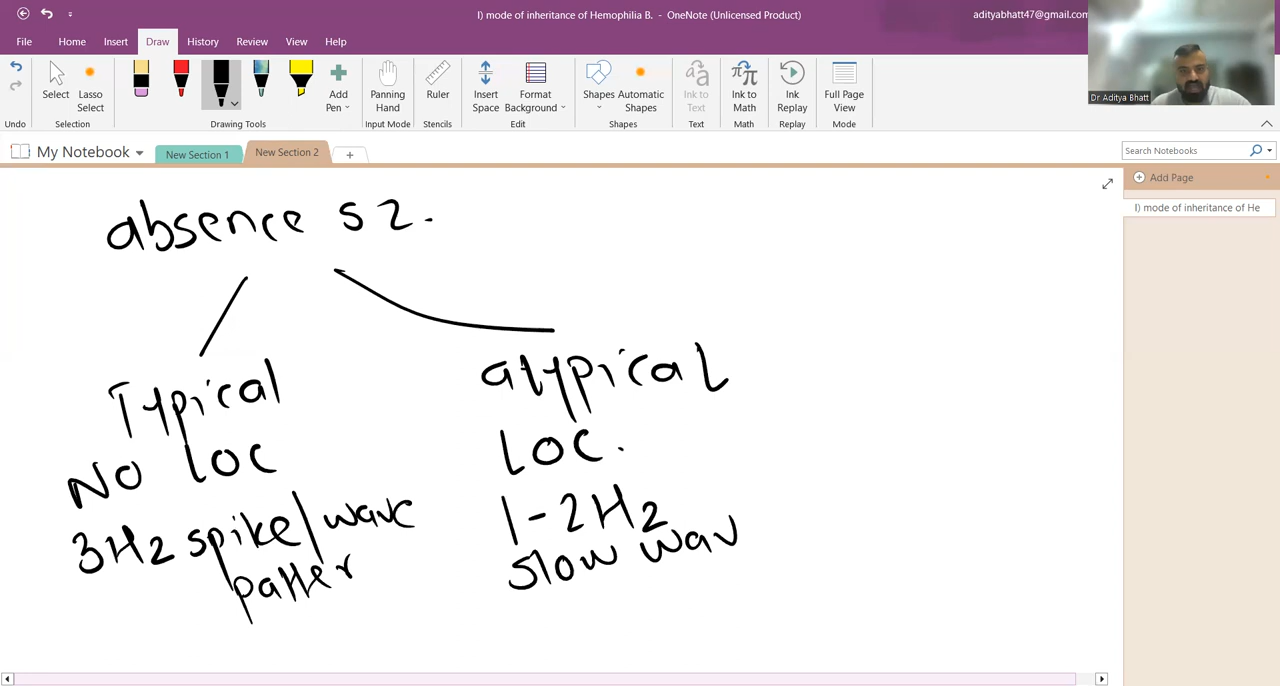 I) mode of inheritance of Hemophilia B. - OneNote (Unlicensed Product)
adityabhatt47@gmail.com
File Home Insert Draw History Review View Help
Undo
Select
Lasso Select
Selection
Add Pen
Drawing Tools
Panning Hand
Input Mode
Ruler
Stencils
Insert Space
Format Background
Edit
Shapes
Automatic Shapes
Shapes
Ink to Text
Text
Ink to Math
Math
Ink Replay
Replay
Full Page View
Mode
Dr Aditya Bhatt
My Notebook
New Section 1
New Section 2
Search Notebooks
Add Page
I) mode of inheritance of He
absence sz.
Typical
NO LOC
3Hz spike/wave
patter
atypical
LOC.
1-2Hz
slow wav